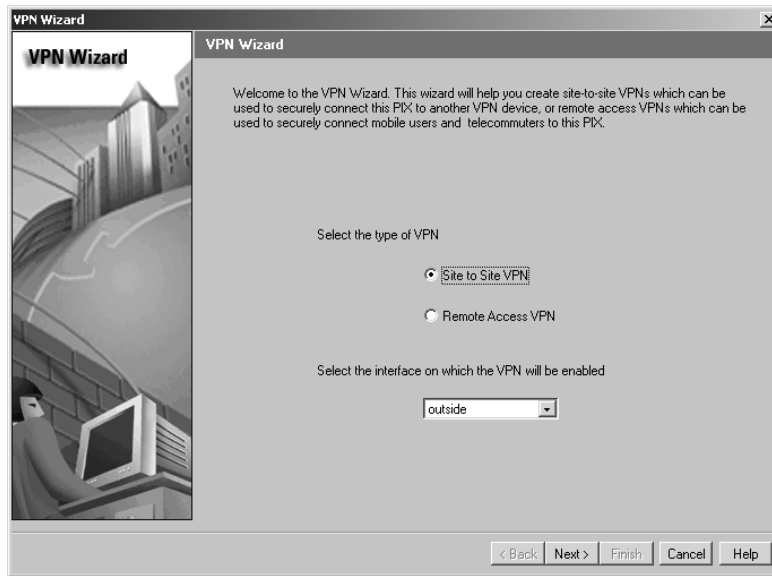 VPN Wizard
VPN Wizard
VPN Wizard
Welcome to the VPN Wizard. This wizard will help you create site-to-site VPNs which can be
used to securely connect this PIX to another VPN device, or remote access VPNs which can be
used to securely connect mobile users and telecommuters to this PIX.
Select the type of VPN
Site to Site VPN
Remote Access VPN
Select the interface on which the VPN will be enabled
outside
< Back Next > Finish Cancel Help